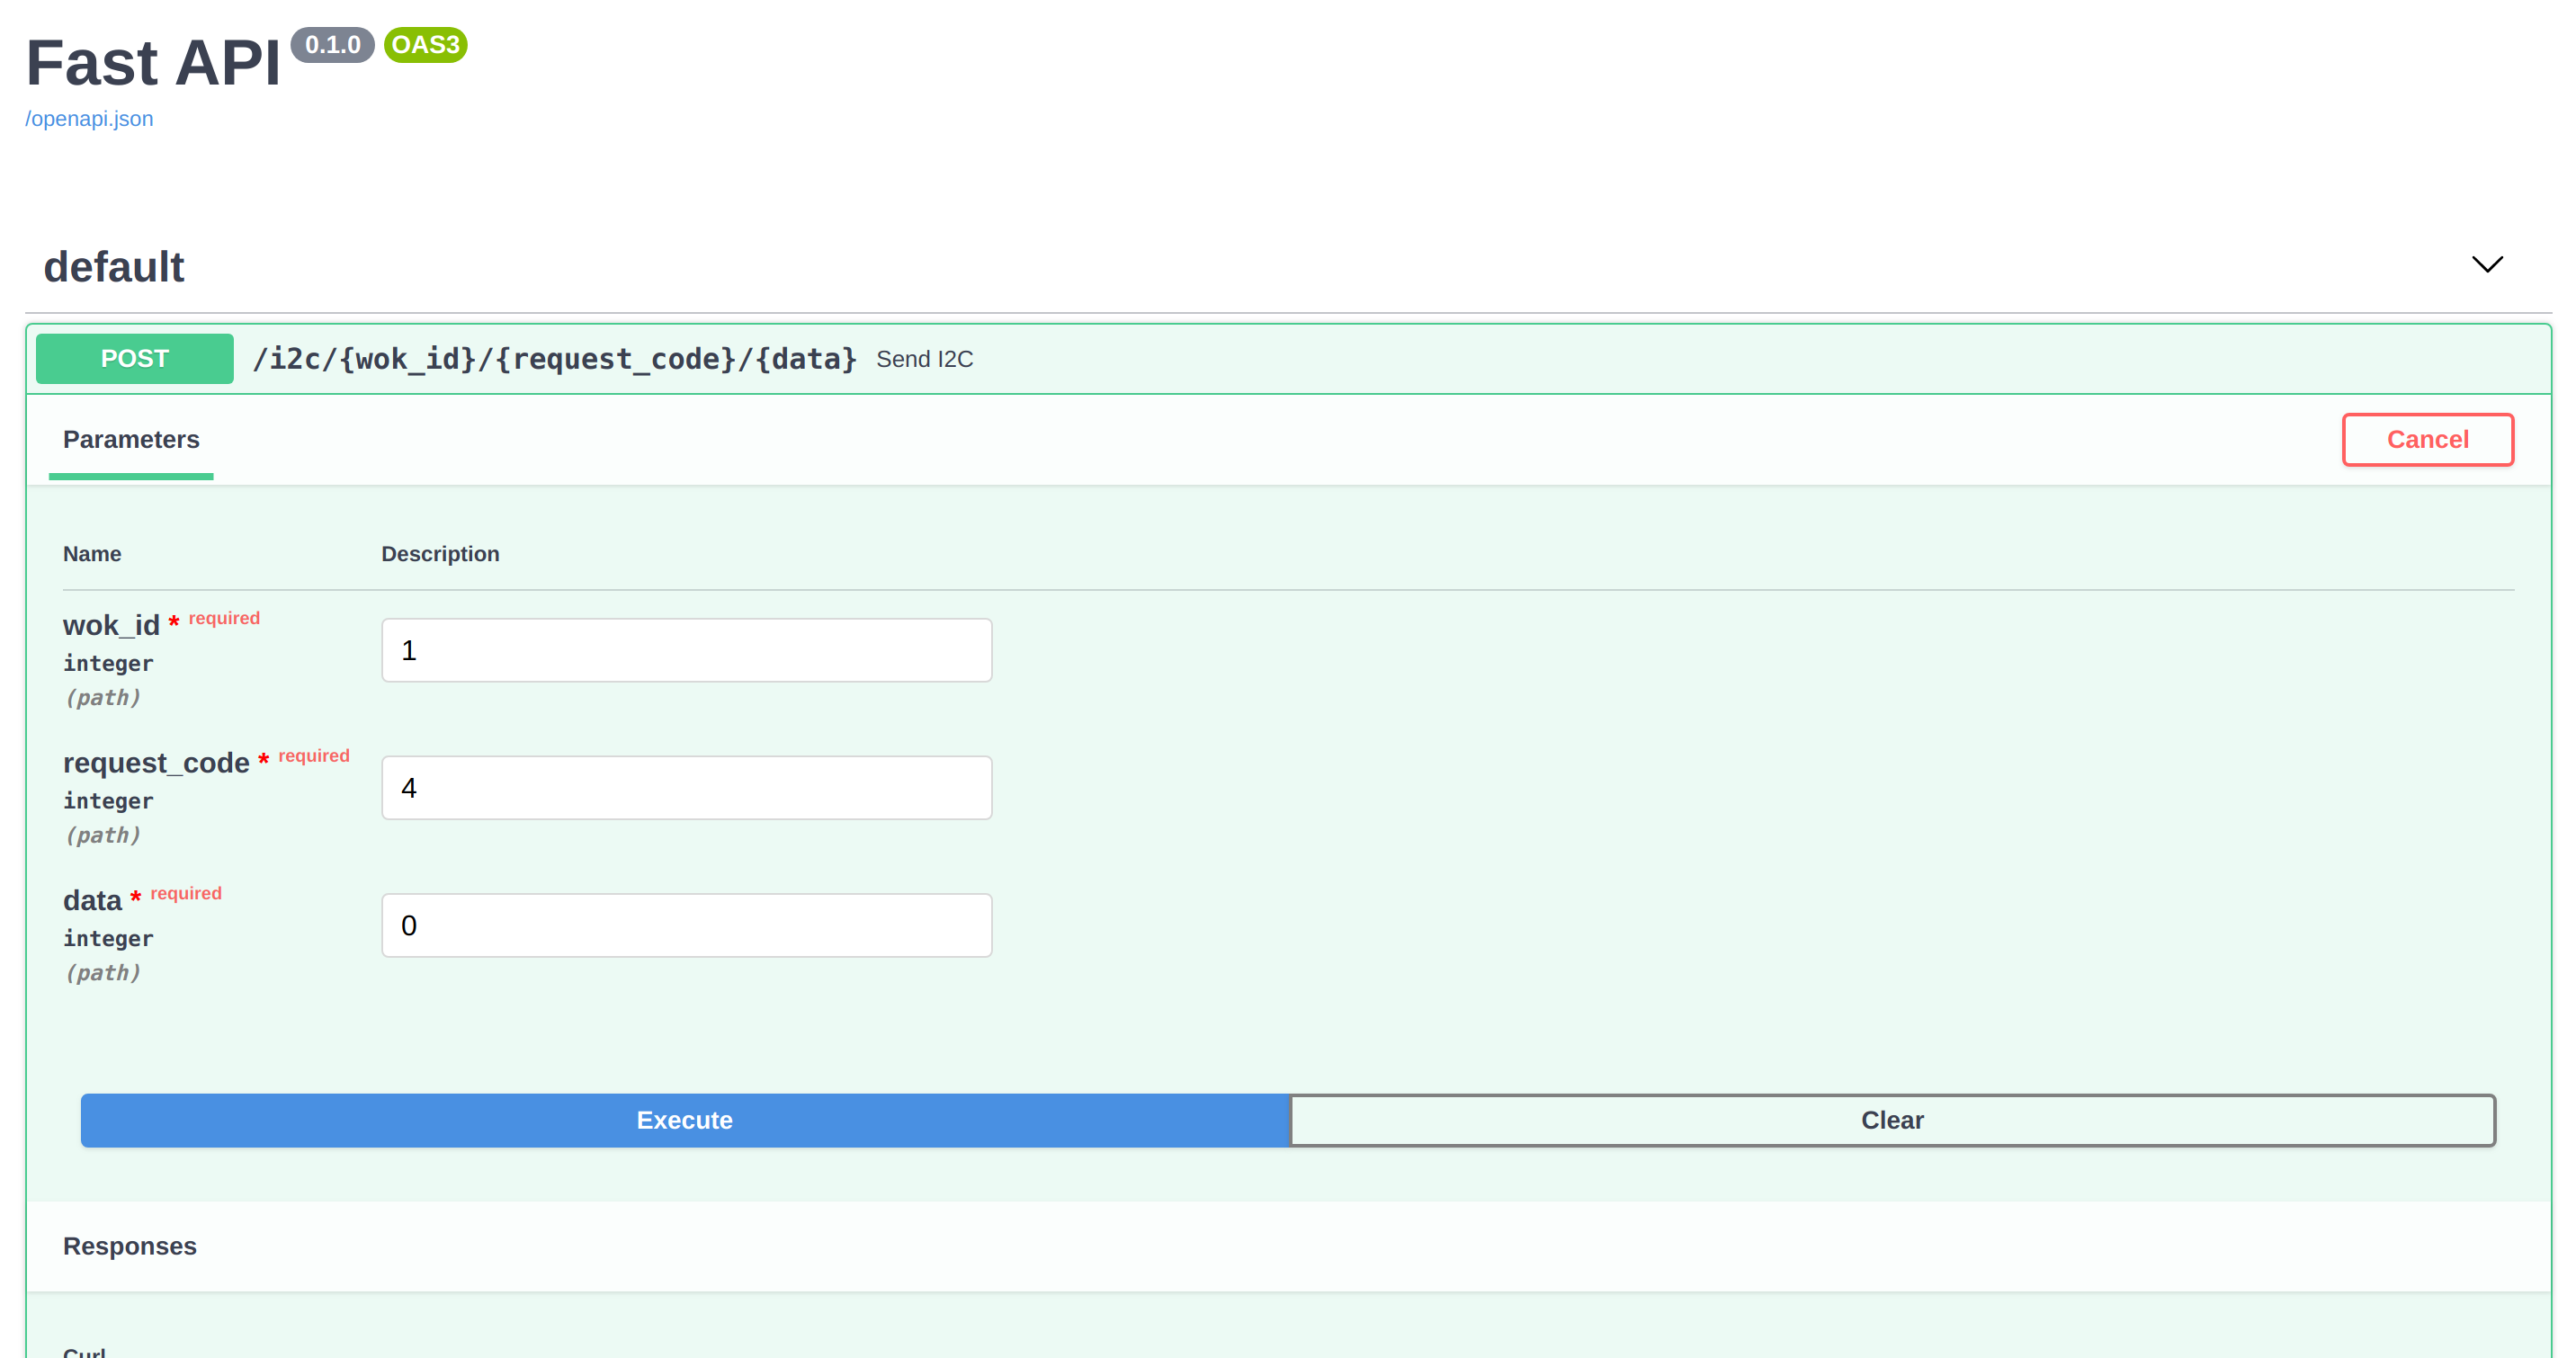 Fast API 0.1.0 OAS3
/openapi.json
default
POST /i2c/{wok_id}/{request_code}/{data} Send I2C
Parameters
Cancel
Name Description
wok_id * required
integer
(path)
1
request_code * required
integer
(path)
4
data * required
integer
(path)
0
Execute Clear
Responses
Curl